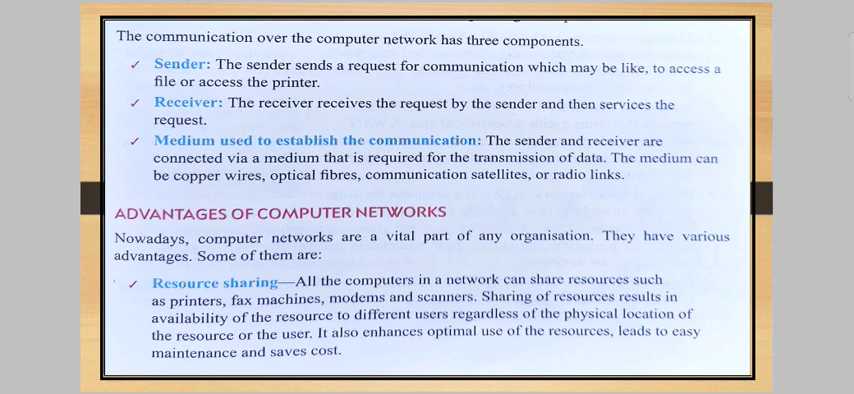 The communication over the computer network has three components.
✓ Sender: The sender sends a request for communication which may be like, to access a
file or access the printer.
✓ Receiver: The receiver receives the request by the sender and then services the
request.
✓ Medium used to establish the communication: The sender and receiver are
connected via a medium that is required for the transmission of data. The medium can
be copper wires, optical fibres, communication satellites, or radio links.
ADVANTAGES OF COMPUTER NETWORKS
Nowadays, computer networks are a vital part of any organisation. They have various
advantages. Some of them are:
✓ Resource sharing—All the computers in a network can share resources such
as printers, fax machines, modems and scanners. Sharing of resources results in
availability of the resource to different users regardless of the physical location of
the resource or the user. It also enhances optimal use of the resources, leads to easy
maintenance and saves cost.